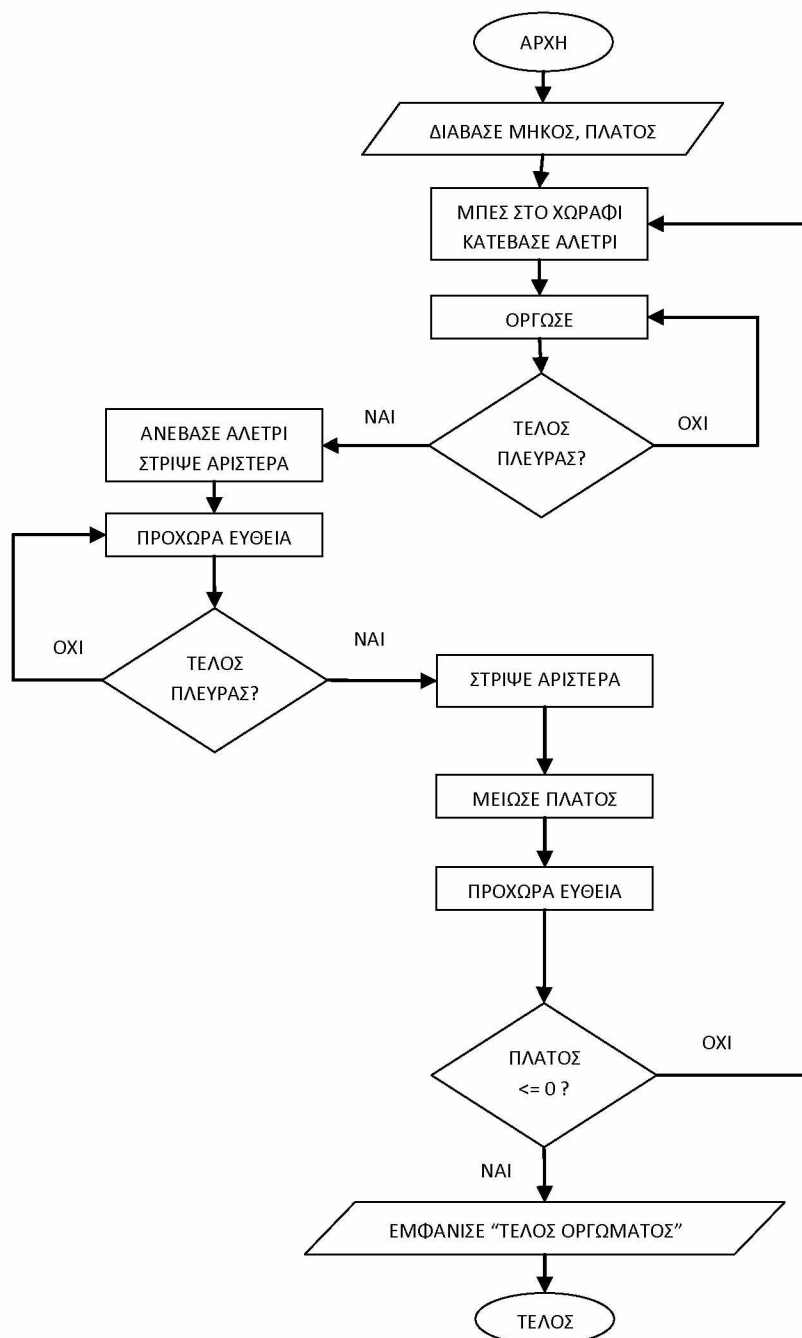 ΑΡΧΗ
ΔΙΑΒΑΣΕ ΜΗΚΟΣ, ΠΛΑΤΟΣ
ΜΠΕΣ ΣΤΟ ΧΩΡΑΦΙ
ΚΑΤΕΒΑΣΕ ΑΛΕΤΡΙ
ΟΡΓΩΣΕ
ΤΕΛΟΣ
ΠΛΕΥΡΑΣ?
ΟΧΙ
ΝΑΙ
ΑΝΕΒΑΣΕ ΑΛΕΤΡΙ
ΣΤΡΙΨΕ ΑΡΙΣΤΕΡΑ
ΠΡΟΧΩΡΑ ΕΥΘΕΙΑ
ΤΕΛΟΣ
ΠΛΕΥΡΑΣ?
ΟΧΙ
ΝΑΙ
ΣΤΡΙΨΕ ΑΡΙΣΤΕΡΑ
ΜΕΙΩΣΕ ΠΛΑΤΟΣ
ΠΡΟΧΩΡΑ ΕΥΘΕΙΑ
ΠΛΑΤΟΣ
<= 0 ?
ΟΧΙ
ΝΑΙ
ΕΜΦΑΝΙΣΕ “ΤΕΛΟΣ ΟΡΓΩΜΑΤΟΣ”
ΤΕΛΟΣ